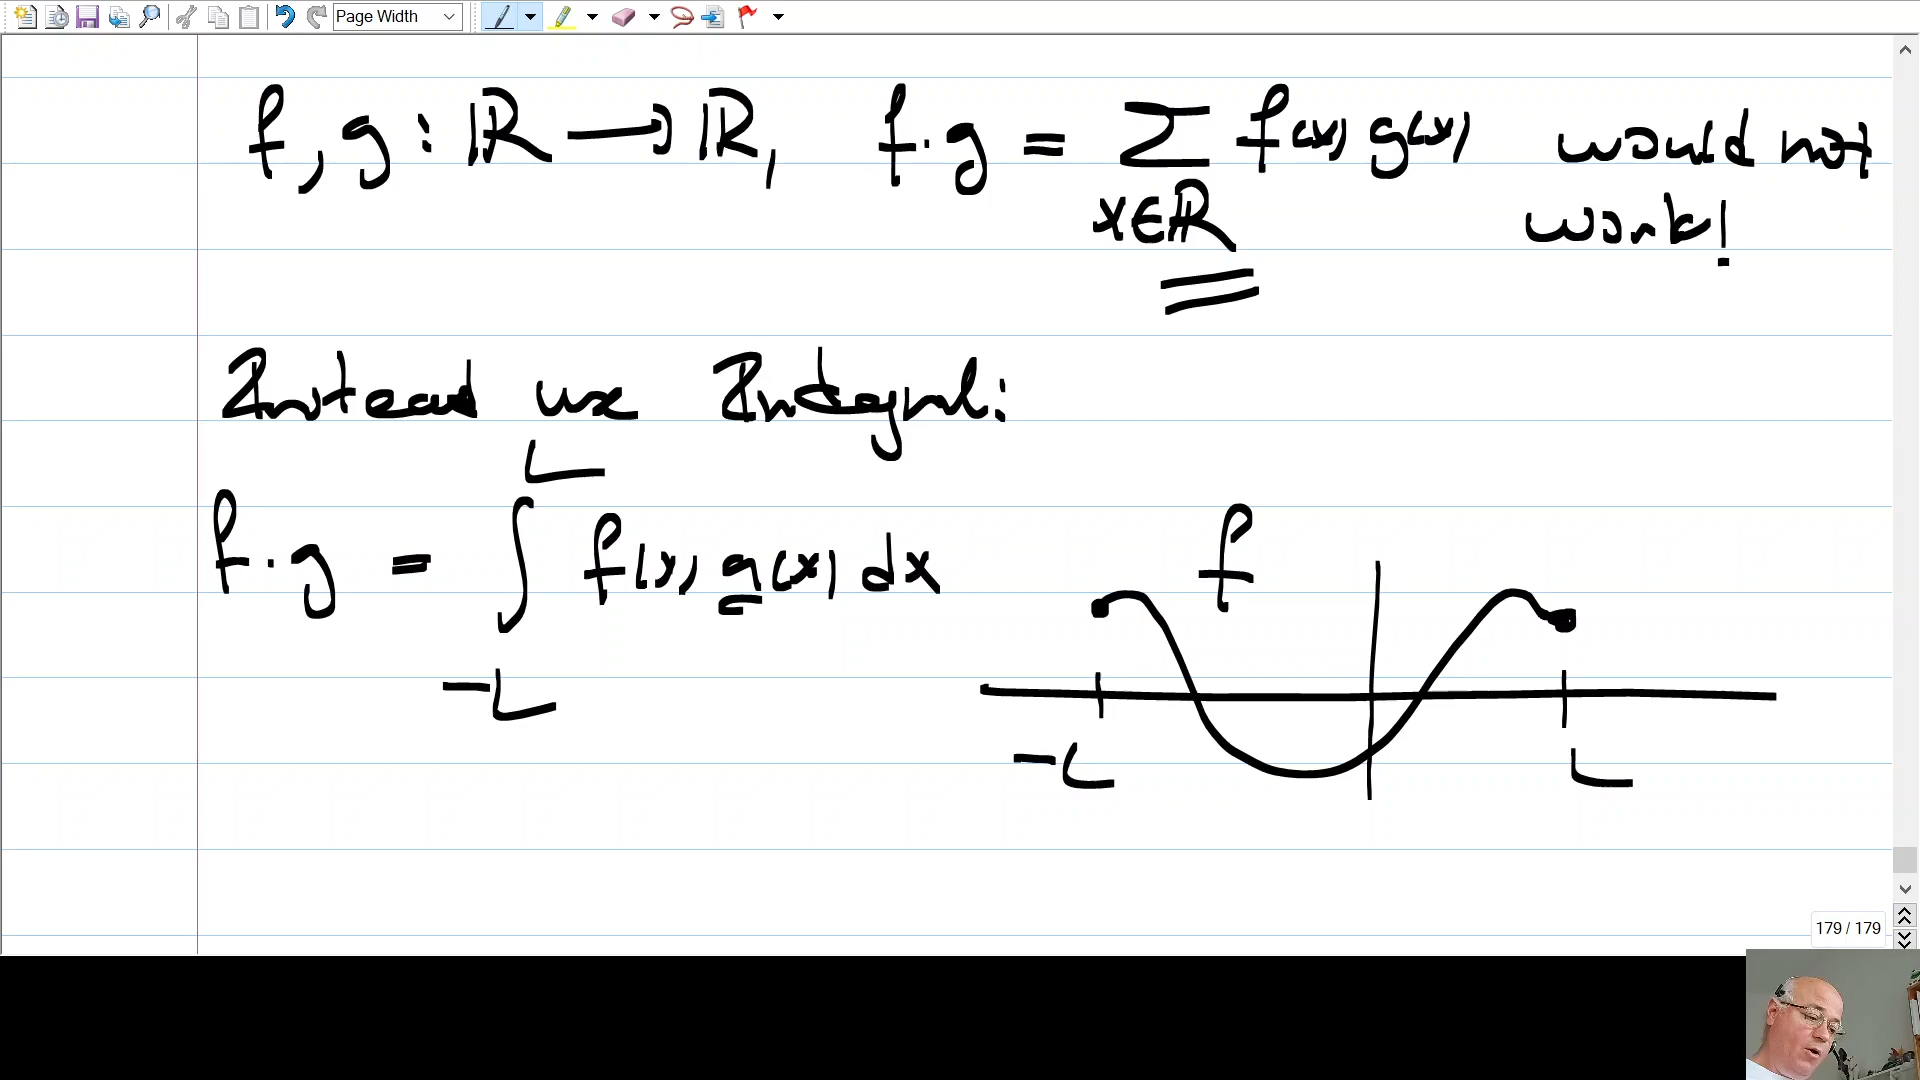 Page Width
f, g : ℝ → ℝ, f · g = Σ f(x) g(x) would not
x∈ℝ work!
Instead use Integral:
L
f · g = ∫ f(x) g(x) dx f
-L
-L L
179 / 179